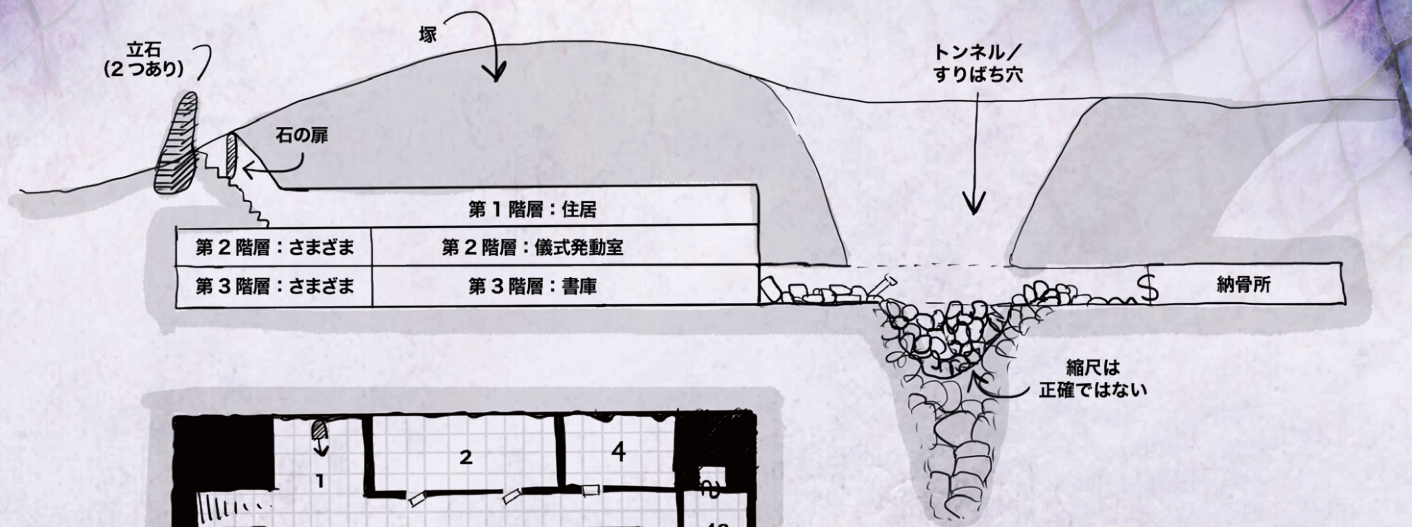 立石
（2つあり）
塚
トンネル／
すりばち穴
石の扉
第1階層：住居
第2階層：さまざま
第2階層：儀式発動室
第3階層：さまざま
第3階層：書庫
$
納骨所
縮尺は
正確ではない
1
2
4